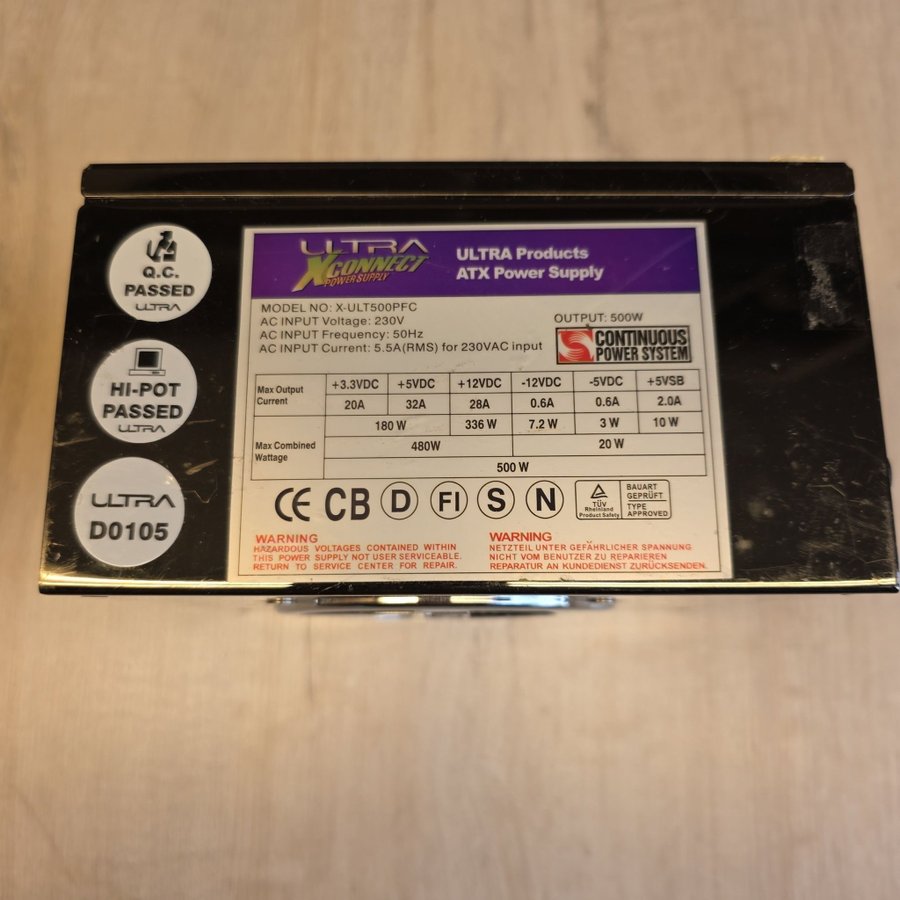 Q.C.
PASSED
ULTRA
HI-POT
PASSED
ULTRA
ULTRA
D0105
ULTRA
XCONNECT
POWER SUPPLY
ULTRA Products
ATX Power Supply
MODEL NO: X-ULT500PFC
AC INPUT Voltage: 230V
AC INPUT Frequency: 50Hz
AC INPUT Current: 5.5A(RMS) for 230VAC input
OUTPUT: 500W
CONTINUOUS
POWER SYSTEM
Max Output Current +3.3VDC +5VDC +12VDC -12VDC -5VDC +5VSB
20A 32A 28A 0.6A 0.6A 2.0A
Max Combined Wattage 180 W 336 W 7.2 W 3 W 10 W
480W 20 W
500 W
CE CB D FI S N
TÜV
Rheinland
Product Safety
BAUART
GEPRÜFT
TYPE
APPROVED
WARNING
HAZARDOUS VOLTAGES CONTAINED WITHIN
THIS POWER SUPPLY NOT USER SERVICEABLE.
RETURN TO SERVICE CENTER FOR REPAIR.
WARNING
NETZTEIL UNTER GEFÄHRLICHER SPANNUNG
NICHT VOM BENUTZER ZU REPARIEREN
REPARATUR AN KUNDEDIENST ZURÜCKSENDEN.